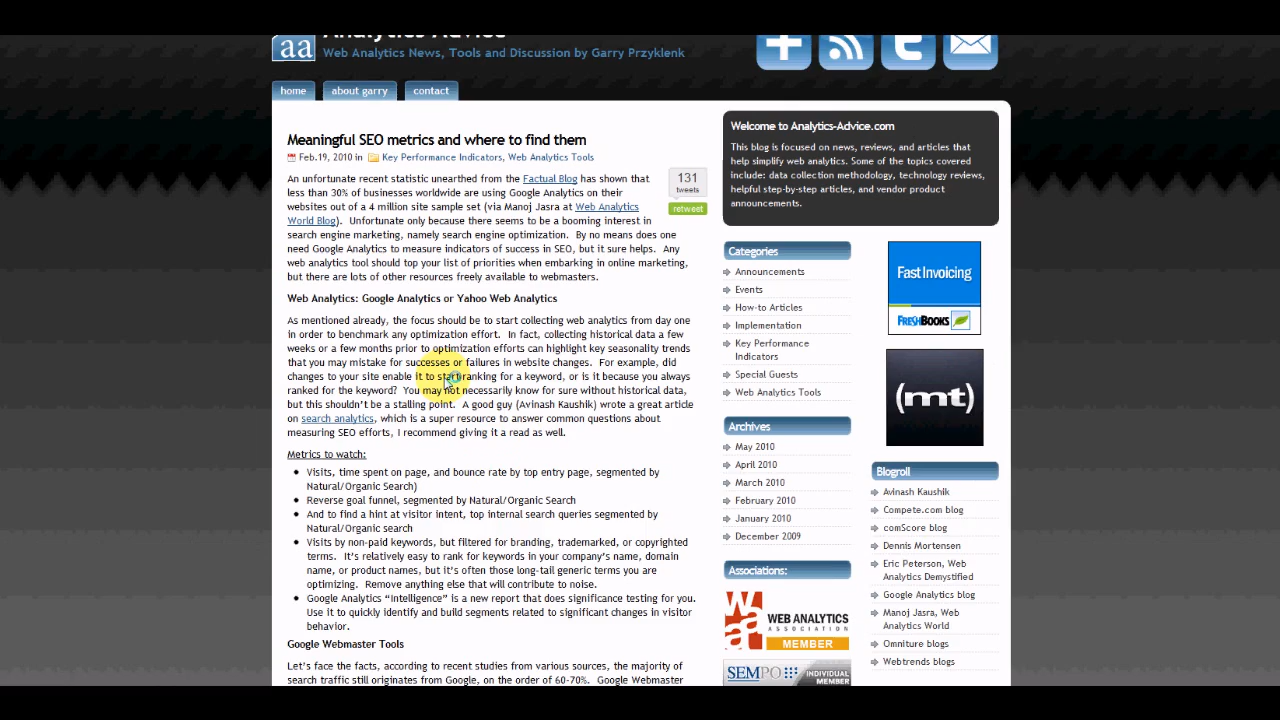 Analytics Advice
Web Analytics News, Tools and Discussion by Garry Przyklenk
home
about garry
contact
Meaningful SEO metrics and where to find them
Feb.19, 2010 in Key Performance Indicators, Web Analytics Tools
131
tweets
retweet
An unfortunate recent statistic unearthed from the Factual Blog has shown that
less than 30% of businesses worldwide are using Google Analytics on their
websites out of a 4 million site sample set (via Manoj Jasra at Web Analytics
World Blog). Unfortunate only because there seems to be a booming interest in
search engine marketing, namely search engine optimization. By no means does one
need Google Analytics to measure indicators of success in SEO, but it sure helps. Any
web analytics tool should top your list of priorities when embarking in online marketing,
but there are lots of other resources freely available to webmasters.
Web Analytics: Google Analytics or Yahoo Web Analytics
As mentioned already, the focus should be to start collecting web analytics from day one
in order to benchmark any optimization effort. In fact, collecting historical data a few
weeks or a few months prior to optimization efforts can highlight key seasonality trends
that you may mistake for successes or failures in website changes. For example, did
changes to your site enable it to start ranking for a keyword, or is it because you always
ranked for the keyword? You may not necessarily know for sure without historical data,
but this shouldn't be a stalling point. A good guy (Avinash Kaushik) wrote a great article
on search analytics, which is a super resource to answer common questions about
measuring SEO efforts, I recommend giving it a read as well.
Metrics to watch:
Visits, time spent on page, and bounce rate by top entry page, segmented by
Natural/Organic Search)
Reverse goal funnel, segmented by Natural/Organic Search
And to find a hint at visitor intent, top internal search queries segmented by
Natural/Organic search
Visits by non-paid keywords, but filtered for branding, trademarked, or copyrighted
terms. It's relatively easy to rank for keywords in your company's name, domain
name, or product names, but it's often those long-tail generic terms you are
optimizing. Remove anything else that will contribute to noise.
Google Analytics “Intelligence” is a new report that does significance testing for you.
Use it to quickly identify and build segments related to significant changes in visitor
behavior.
Google Webmaster Tools
Let's face the facts, according to recent studies from various sources, the majority of
search traffic still originates from Google, on the order of 60-70%. Google Webmaster
Welcome to Analytics-Advice.com
This blog is focused on news, reviews, and articles that
help simplify web analytics. Some of the topics covered
include: data collection methodology, technology reviews,
helpful step-by-step articles, and vendor product
announcements.
Categories
Announcements
Events
How-to Articles
Implementation
Key Performance
Indicators
Special Guests
Web Analytics Tools
Archives
May 2010
April 2010
March 2010
February 2010
January 2010
December 2009
Associations:
waa
WEB ANALYTICS
ASSOCIATION
MEMBER
SEMPO
INDIVIDUAL
MEMBER
Fast Invoicing
FRESHBOOKS
(mt)
Blogroll
Avinash Kaushik
Compete.com blog
comScore blog
Dennis Mortensen
Eric Peterson, Web
Analytics Demystified
Google Analytics blog
Manoj Jasra, Web
Analytics World
Omniture blogs
Webtrends blogs
aa